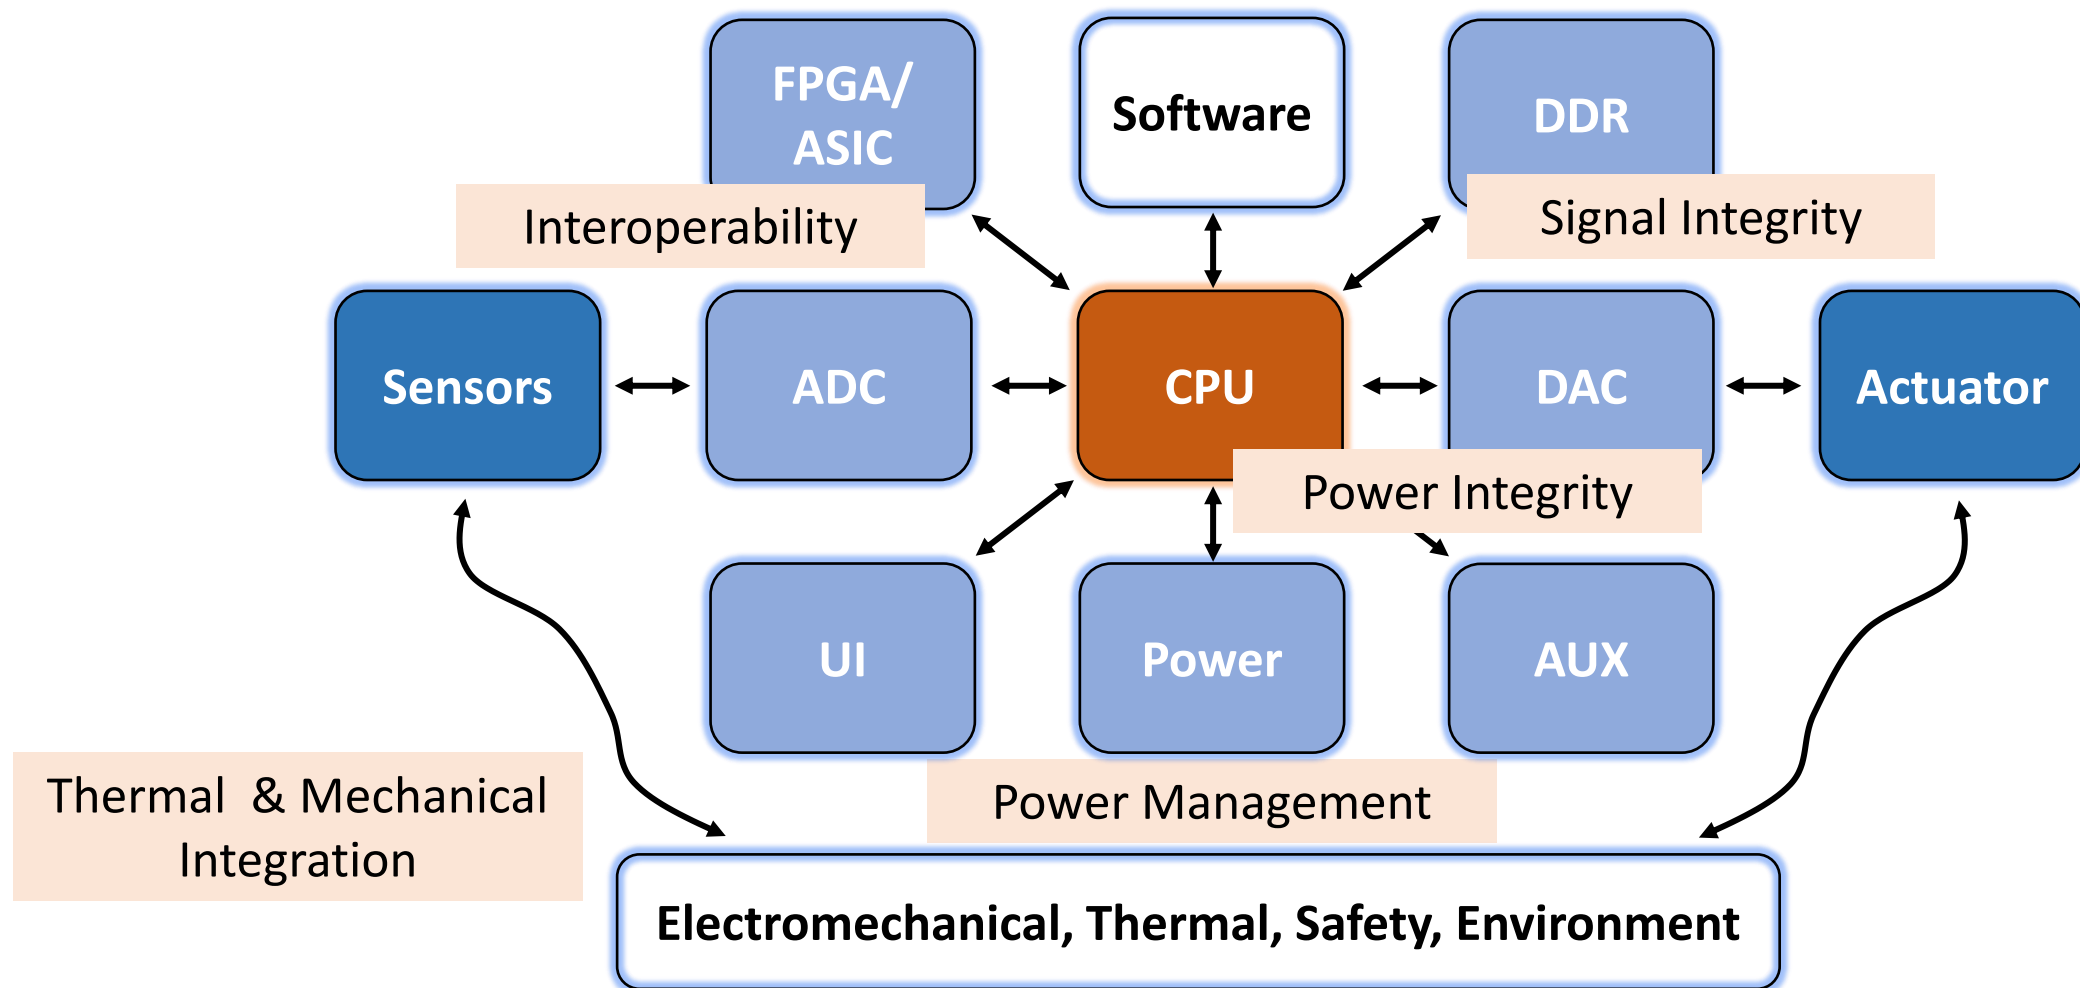 FPGA/
ASIC
Software
DDR
Interoperability
Signal Integrity
Sensors
ADC
CPU
DAC
Actuator
Power Integrity
UI
Power
AUX
Thermal & Mechanical
Integration
Power Management
Electromechanical, Thermal, Safety, Environment